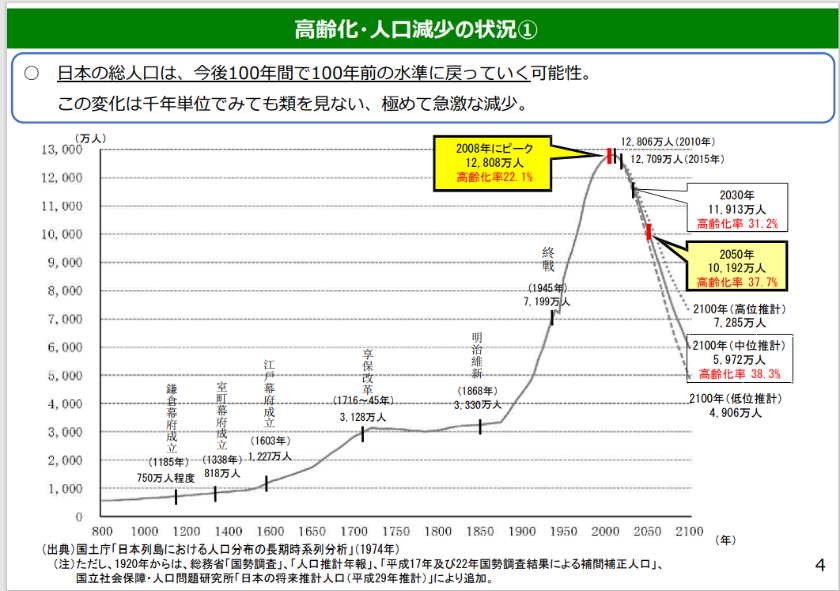 高齢化・人口減少の状況①
○ 日本の総人口は、今後100年間で100年前の水準に戻っていく可能性。
この変化は千年単位でみても類を見ない、極めて急激な減少。
（万人）
13,000
12,000
11,000
10,000
9,000
8,000
7,000
6,000
5,000
4,000
3,000
2,000
1,000
0
2008年にピーク
12,808万人
高齢化率22.1%
12,806万人(2010年)
12,709万人(2015年)
2030年
11,913万人
高齢化率 31.2%
2050年
10,192万人
高齢化率 37.7%
2100年(高位推計)
7,285万人
2100年(中位推計)
5,972万人
高齢化率 38.3%
2100年(低位推計)
4,906万人
鎌倉幕府成立
(1185年)
750万人程度
室町幕府成立
(1338年)
818万人
江戸幕府成立
(1603年)
1,227万人
享保改革
(1716～45年)
3,128万人
明治維新
(1868年)
3,330万人
終戦
(1945年)
7,199万人
800 1000 1200 1400 1600 1650 1700 1750 1800 1850 1900 1950 2000 2050 2100 （年）
（出典）国土庁「日本列島における人口分布の長期時系列分析」(1974年)
（注）ただし、1920年からは、総務省「国勢調査」、「人口推計年報」、「平成17年及び22年国勢調査結果による補間補正人口」、
国立社会保障・人口問題研究所「日本の将来推計人口(平成29年推計)」により追加。
4